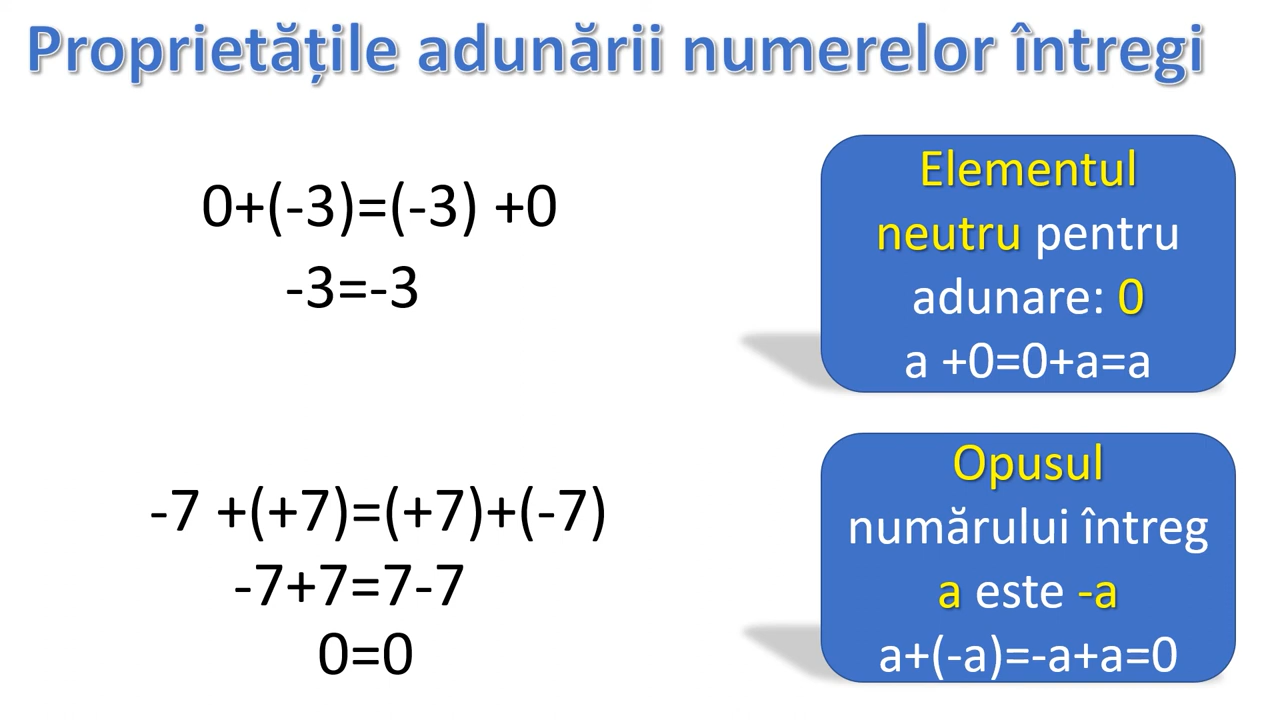 Proprietățile adunării numerelor întregi
0+(-3)=(-3) +0
-3=-3
Elementul
neutru pentru
adunare: 0
a +0=0+a=a
-7 +(+7)=(+7)+(-7)
-7+7=7-7
0=0
Opusul
numărului întreg
a este -a
a+(-a)=-a+a=0